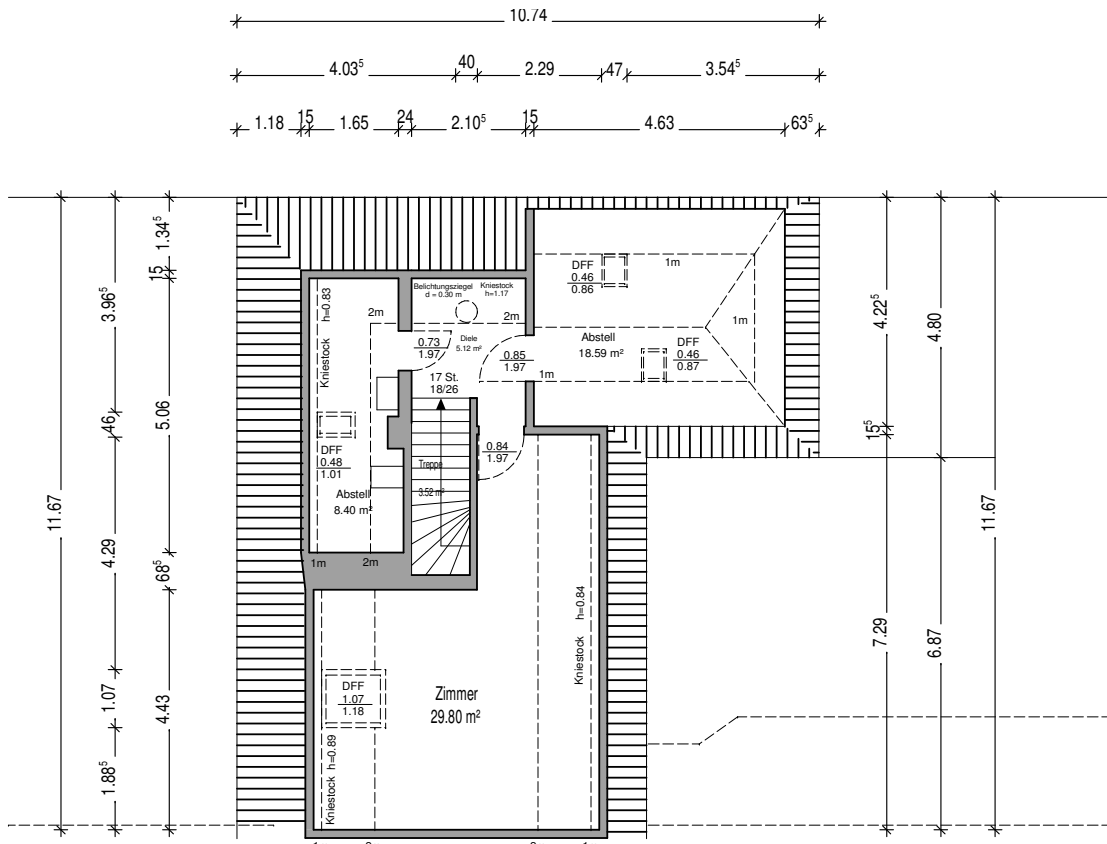 10.74
4.03⁵ 40 2.29 47 3.54⁵
1.18 15 1.65 24 2.10⁵ 15 4.63 63⁵
11.67
3.96⁵
46
4.29
1.07
1.88⁵
1.34⁵
15
5.06
68⁵
4.43
Kniestock h=0.83
2m
Belichtungsziegel
d = 0.30 m
Kniestock
h=1.17
2m
Diele
5.12 m²
0.73
1.97
0.85
1.97
17 St.
18/26
DFF
0.46
0.86
1m
1m
Abstell
18.59 m²
DFF
0.46
0.87
1m
DFF
0.48
1.01
Abstell
8.40 m²
Treppe
3.52 m²
0.84
1.97
1m
2m
Kniestock h=0.84
DFF
1.07
1.18
Zimmer
29.80 m²
Kniestock h=0.89
4.22⁵
15⁵
7.29
4.80
6.87
11.67